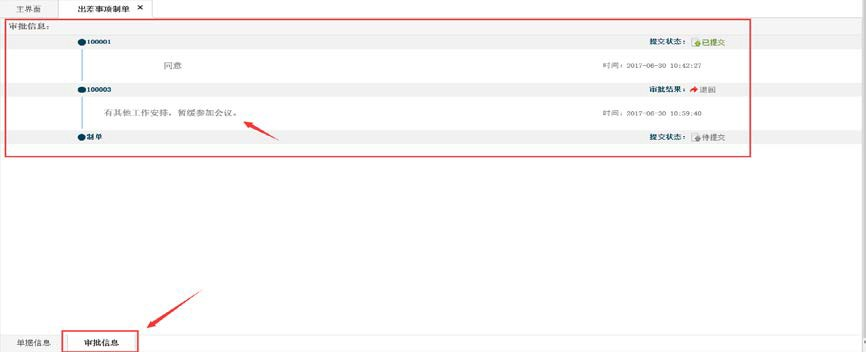 主界面 出差事项制单 ×
审批信息：
100001 提交状态： 已提交
同意 时间：2017-06-30 10:42:27
100003 审批结果： 退回
有其他工作安排，暂缓参加会议。 时间：2017-06-30 10:59:40
制单 提交状态： 待提交
单据信息 审批信息